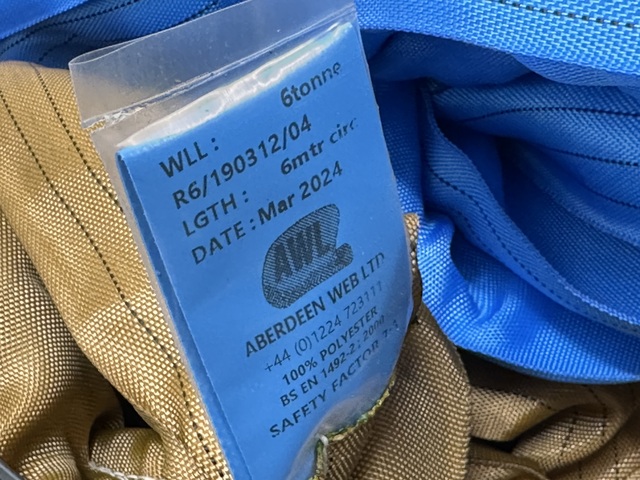 WLL : 6tonne
R6/190312/04
LGTH : 6mtr circ.
DATE : Mar 2024
AWL
ABERDEEN WEB LTD
+44 (0)1224 723111
100% POLYESTER
BS EN 1492-2 : 2000
SAFETY FACTOR 7:1